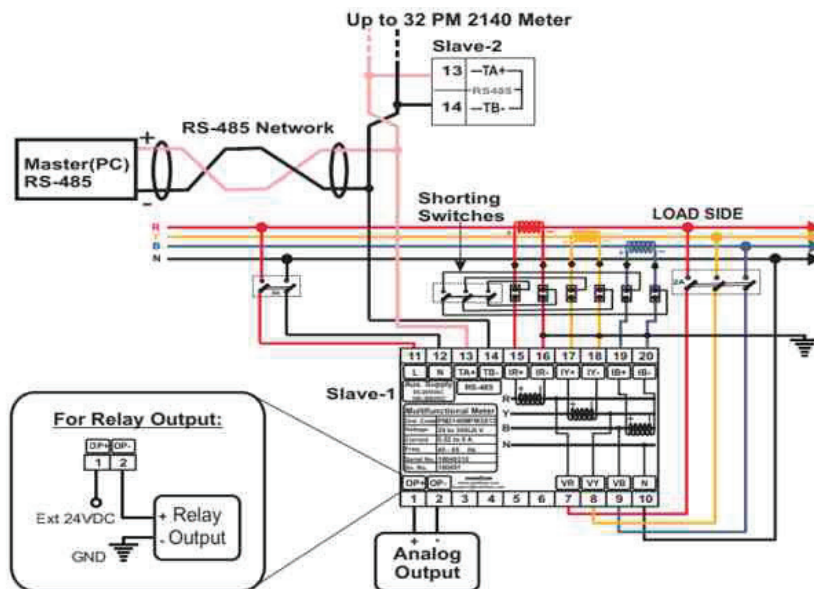 Up to 32 PM 2140 Meter
Slave-2
13 TA+
RS485
14 TB-
RS-485 Network
+
-
Master(PC)
RS-485
Shorting
Switches
LOAD SIDE
R
Y
B
N
2A
11 12 13 14 15 16 17 18 19 20
L N TA+ TB- IR+ IR- IY+ IY- IB+ IB-
Slave-1
Aux. Supply
RS-485
Multifunctional Meter
R
Y
B
N
OP+ OP-
VR VY VB N
1 2 3 4 5 6 7 8 9 10
+ -
Analog
Output
For Relay Output:
OP+ OP-
1 2
Ext 24VDC
+ Relay
- Output
GND